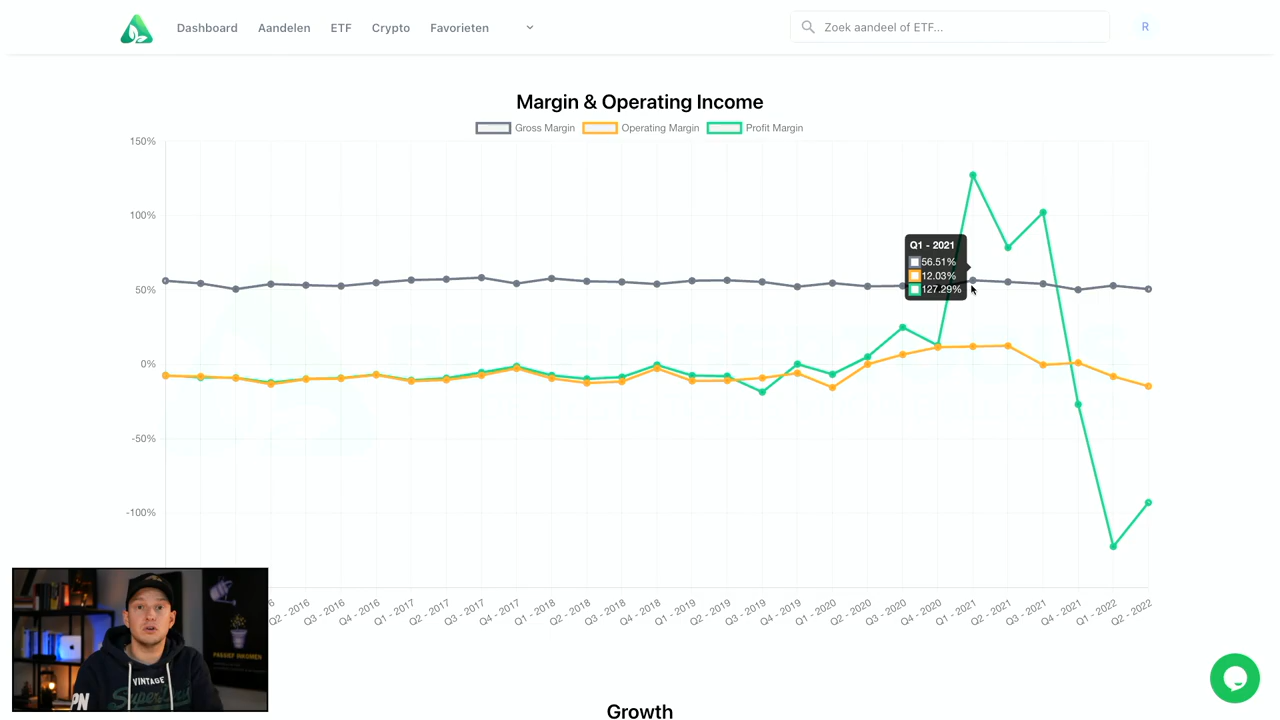 Dashboard Aandelen ETF Crypto Favorieten
Zoek aandeel of ETF...
R
Margin & Operating Income
Gross Margin Operating Margin Profit Margin
150%
100%
50%
0%
-50%
-100%
Q1 - 2021
56.51%
12.03%
127.29%
6 Q2 - 2016 Q3 - 2016 Q4 - 2016 Q1 - 2017 Q2 - 2017 Q3 - 2017 Q4 - 2017 Q1 - 2018 Q2 - 2018 Q3 - 2018 Q4 - 2018 Q1 - 2019 Q2 - 2019 Q3 - 2019 Q4 - 2019 Q1 - 2020 Q2 - 2020 Q3 - 2020 Q4 - 2020 Q1 - 2021 Q2 - 2021 Q3 - 2021 Q4 - 2021 Q1 - 2022 Q2 - 2022
PASSIEF INKOMEN
VINTAGE
PN
Growth